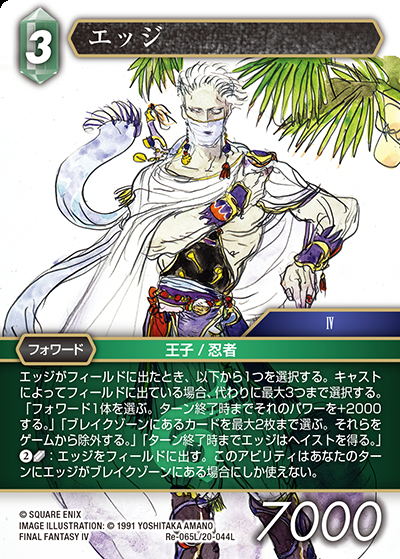 3
エッジ
IV
フォワード
王子 / 忍者
エッジがフィールドに出たとき、以下から1つを選択する。キャスト
によってフィールドに出ている場合、代わりに最大3つまで選択する。
「フォワード1体を選ぶ。ターン終了時までそれのパワーを+2000
する。」「ブレイクゾーンにあるカードを最大2枚まで選ぶ。それらを
ゲームから除外する。」「ターン終了時までエッジはヘイストを得る。」
2:エッジをフィールドに出す。このアビリティはあなたのター
ンにエッジがブレイクゾーンにある場合にしか使えない。
© SQUARE ENIX
IMAGE ILLUSTRATION: © 1991 YOSHITAKA AMANO
FINAL FANTASY IV
Re-065L/20-044L
7000